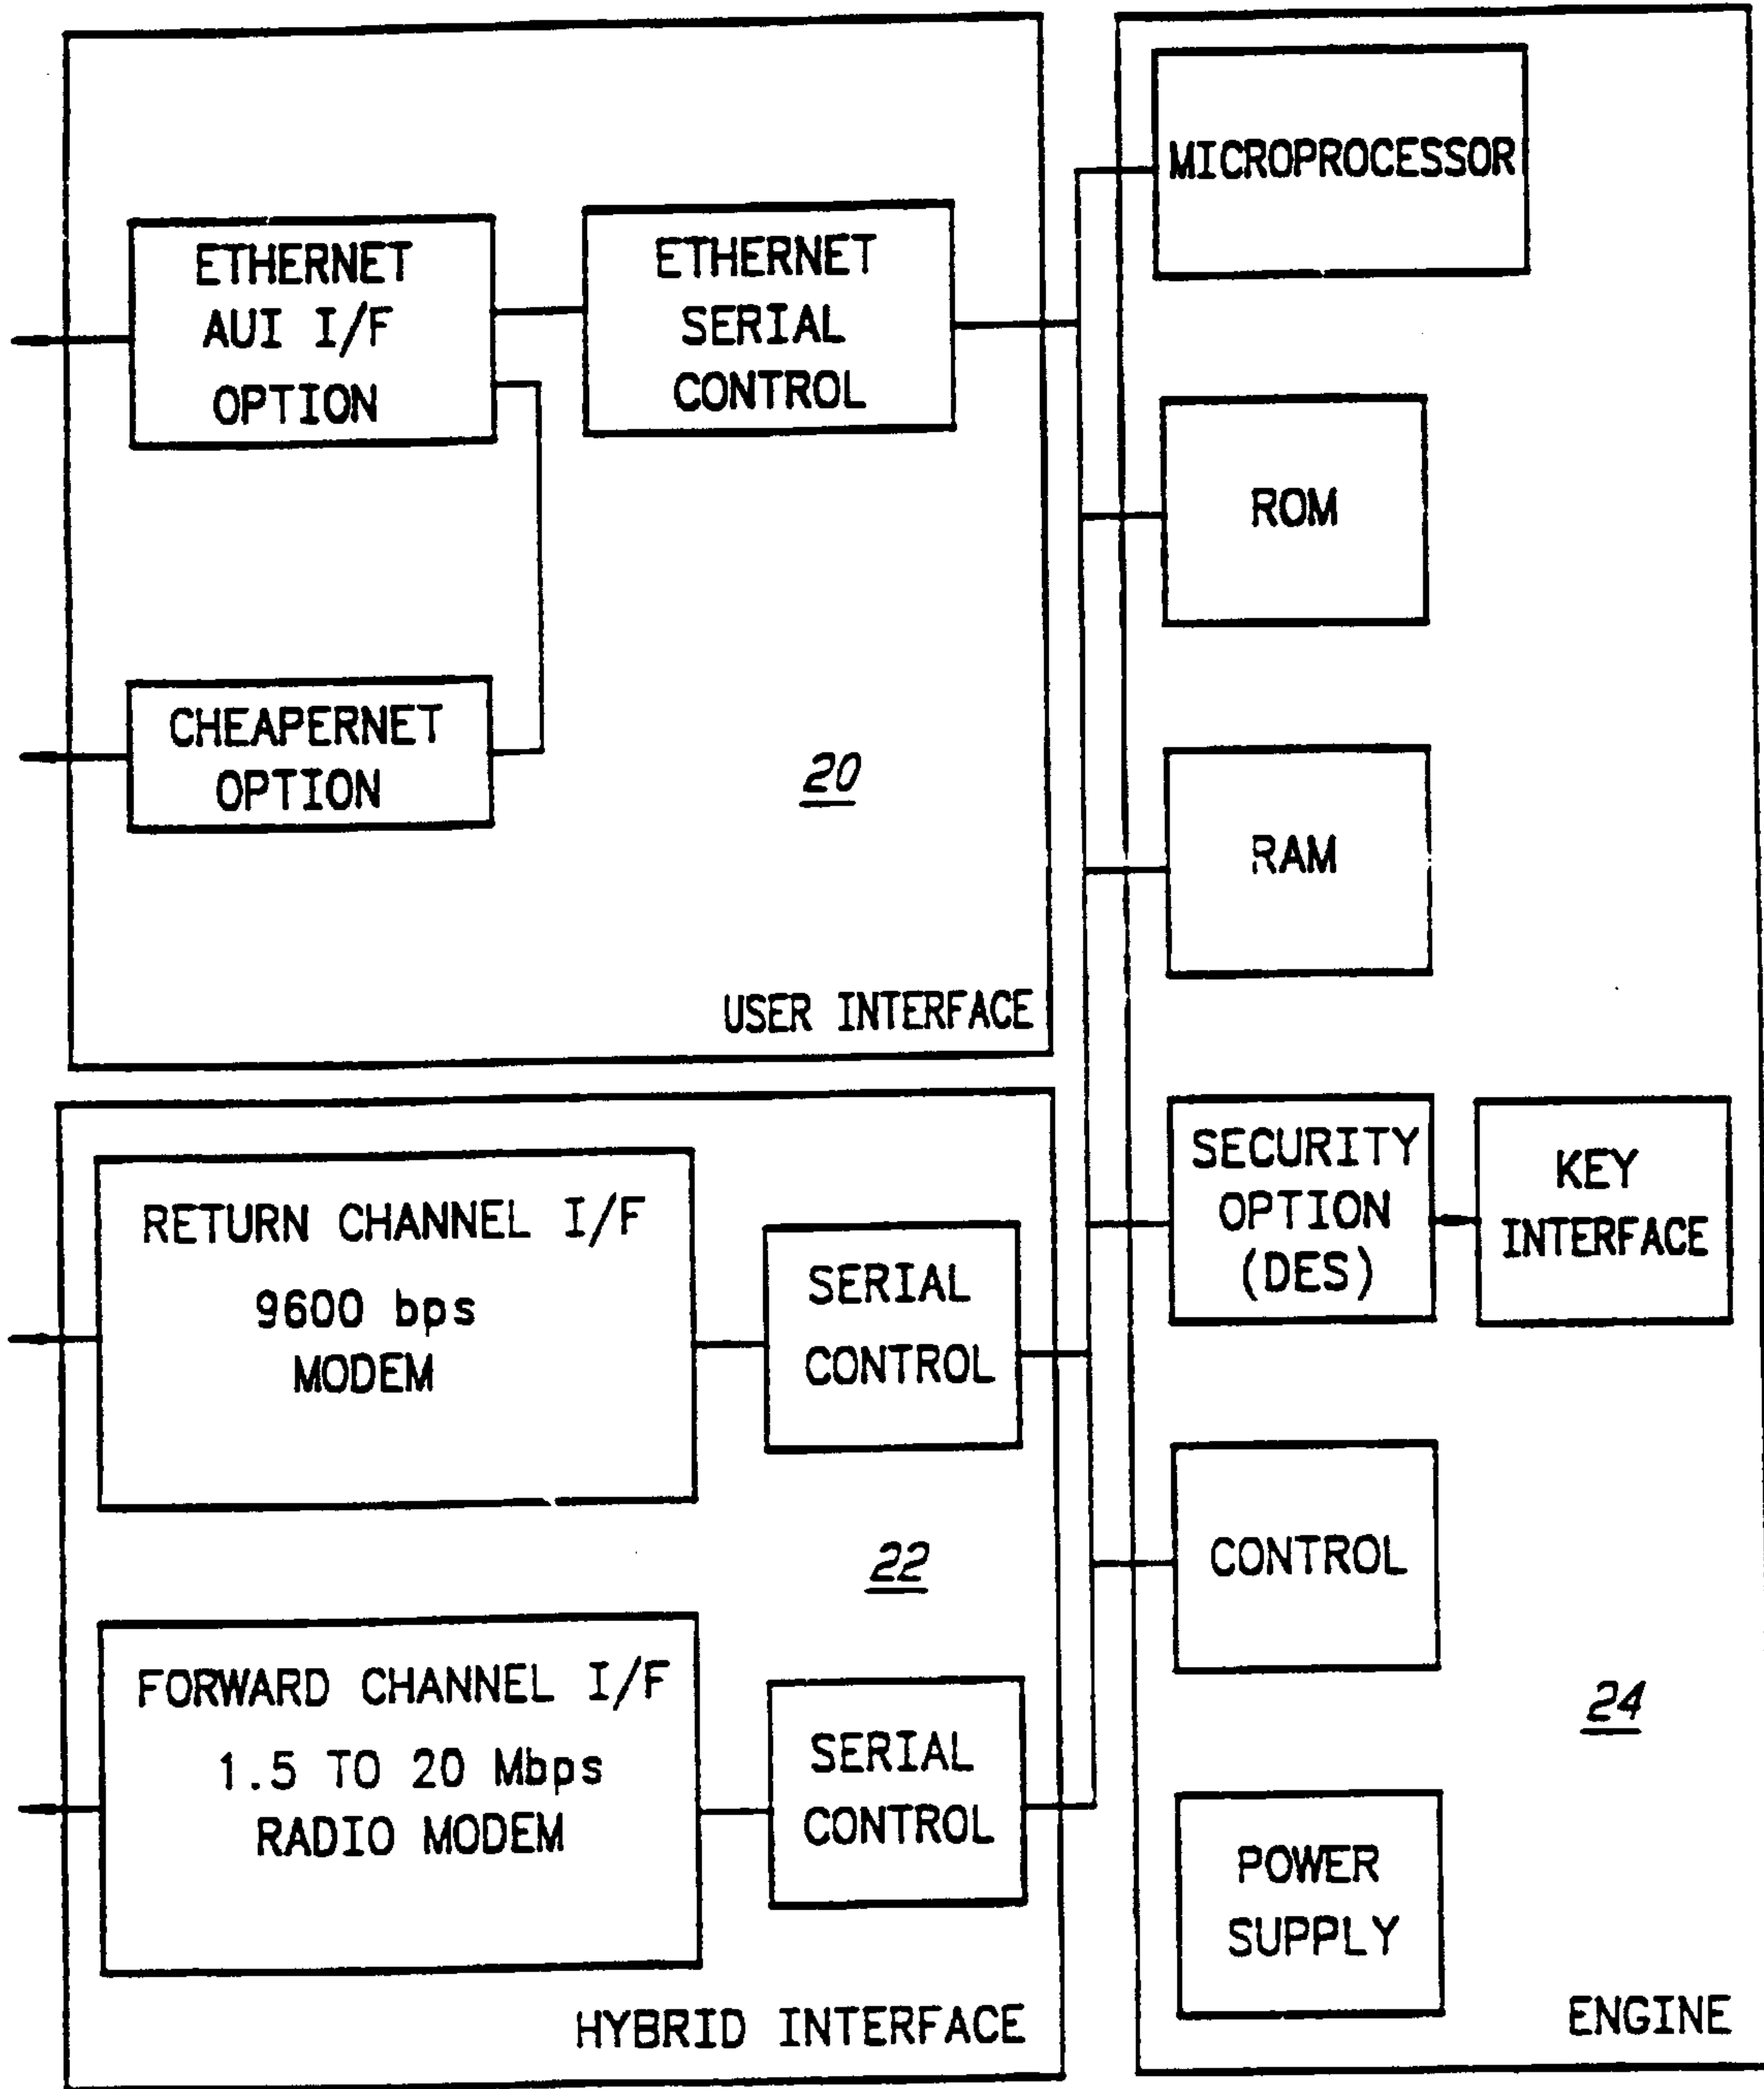 ETHERNET
AUI I/F
OPTION
ETHERNET
SERIAL
CONTROL
CHEAPERNET
OPTION
20
USER INTERFACE
RETURN CHANNEL I/F
9600 bps
MODEM
SERIAL
CONTROL
22
FORWARD CHANNEL I/F
1.5 TO 20 Mbps
RADIO MODEM
SERIAL
CONTROL
HYBRID INTERFACE
MICROPROCESSOR
ROM
RAM
SECURITY
OPTION
(DES)
KEY
INTERFACE
CONTROL
24
POWER
SUPPLY
ENGINE